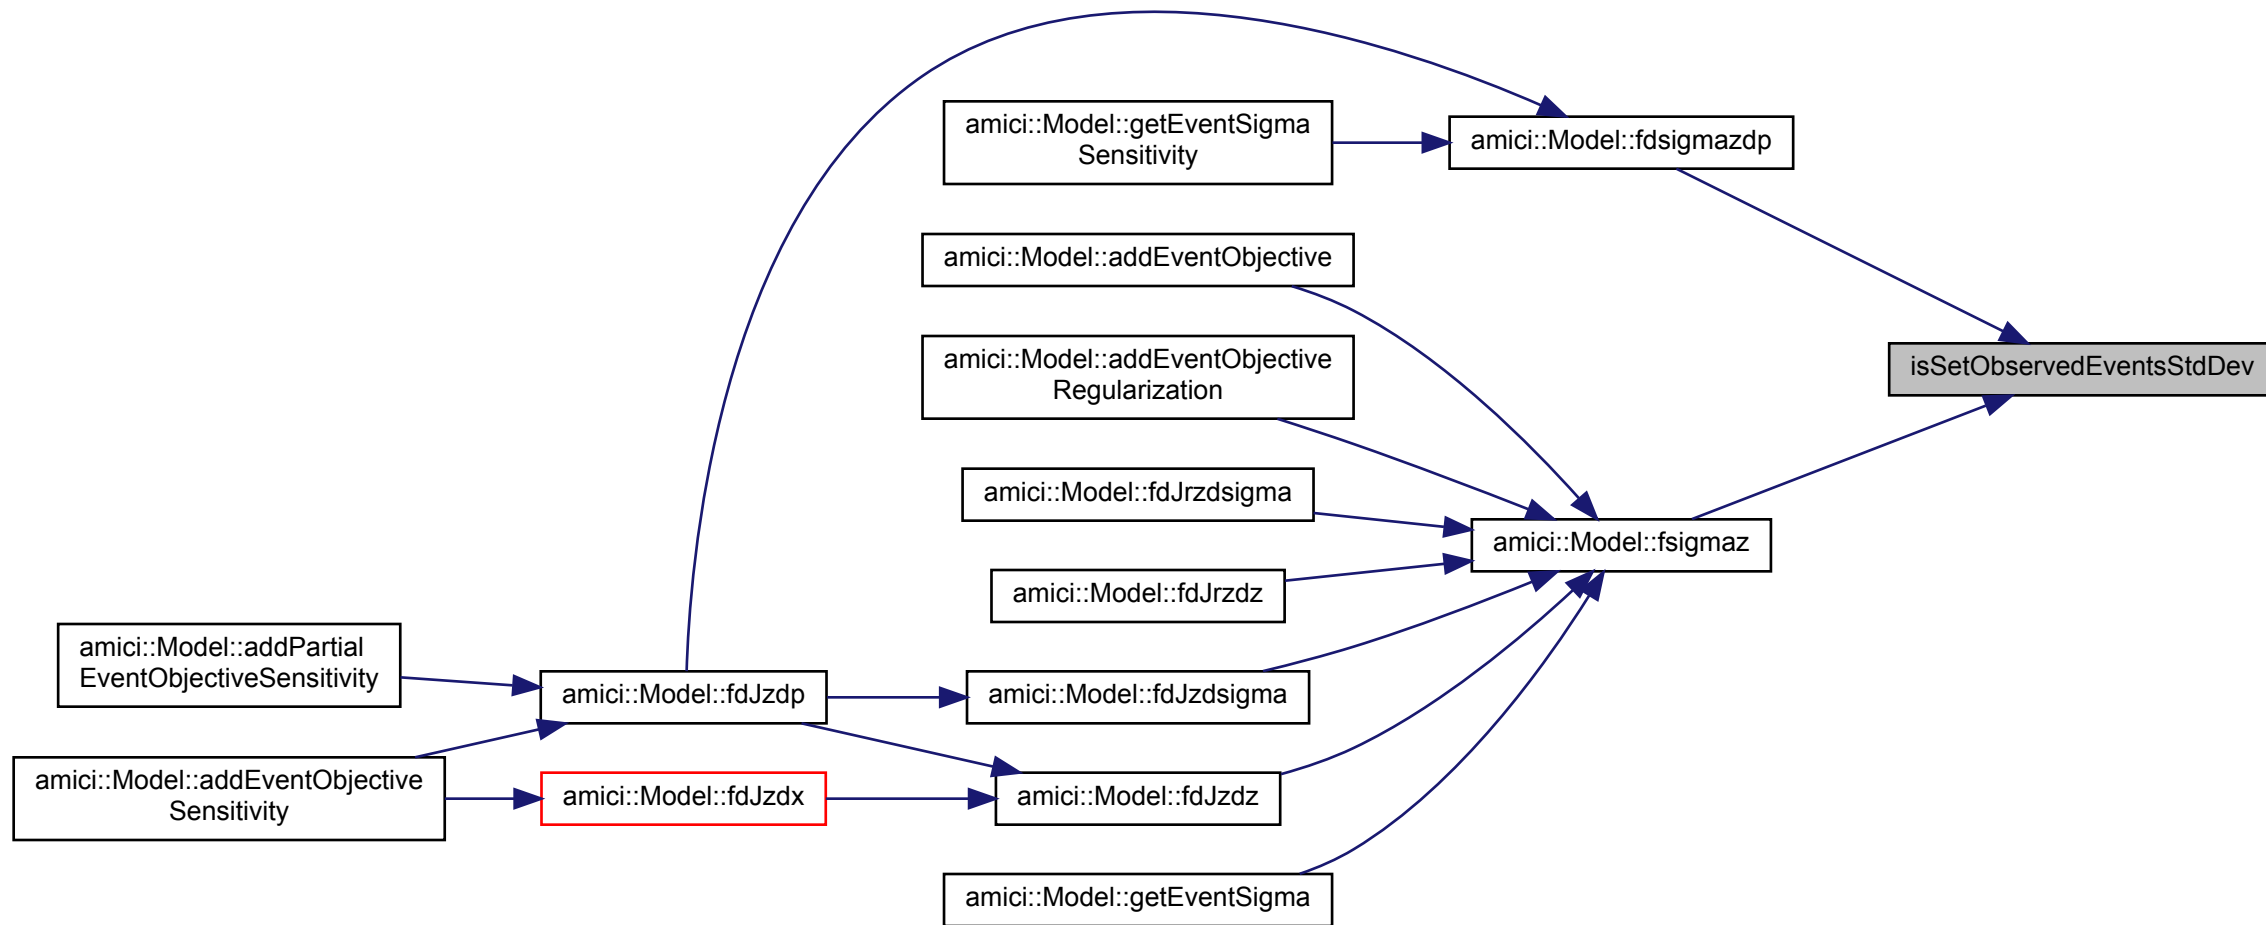 amici::Model::getEventSigma
Sensitivity
amici::Model::fdsigmazdp
amici::Model::addEventObjective
amici::Model::addEventObjective
Regularization
isSetObservedEventsStdDev
amici::Model::fdJrzdsigma
amici::Model::fsigmaz
amici::Model::fdJrzdz
amici::Model::addPartial
EventObjectiveSensitivity
amici::Model::fdJzdp
amici::Model::fdJzdsigma
amici::Model::addEventObjective
Sensitivity
amici::Model::fdJzdx
amici::Model::fdJzdz
amici::Model::getEventSigma